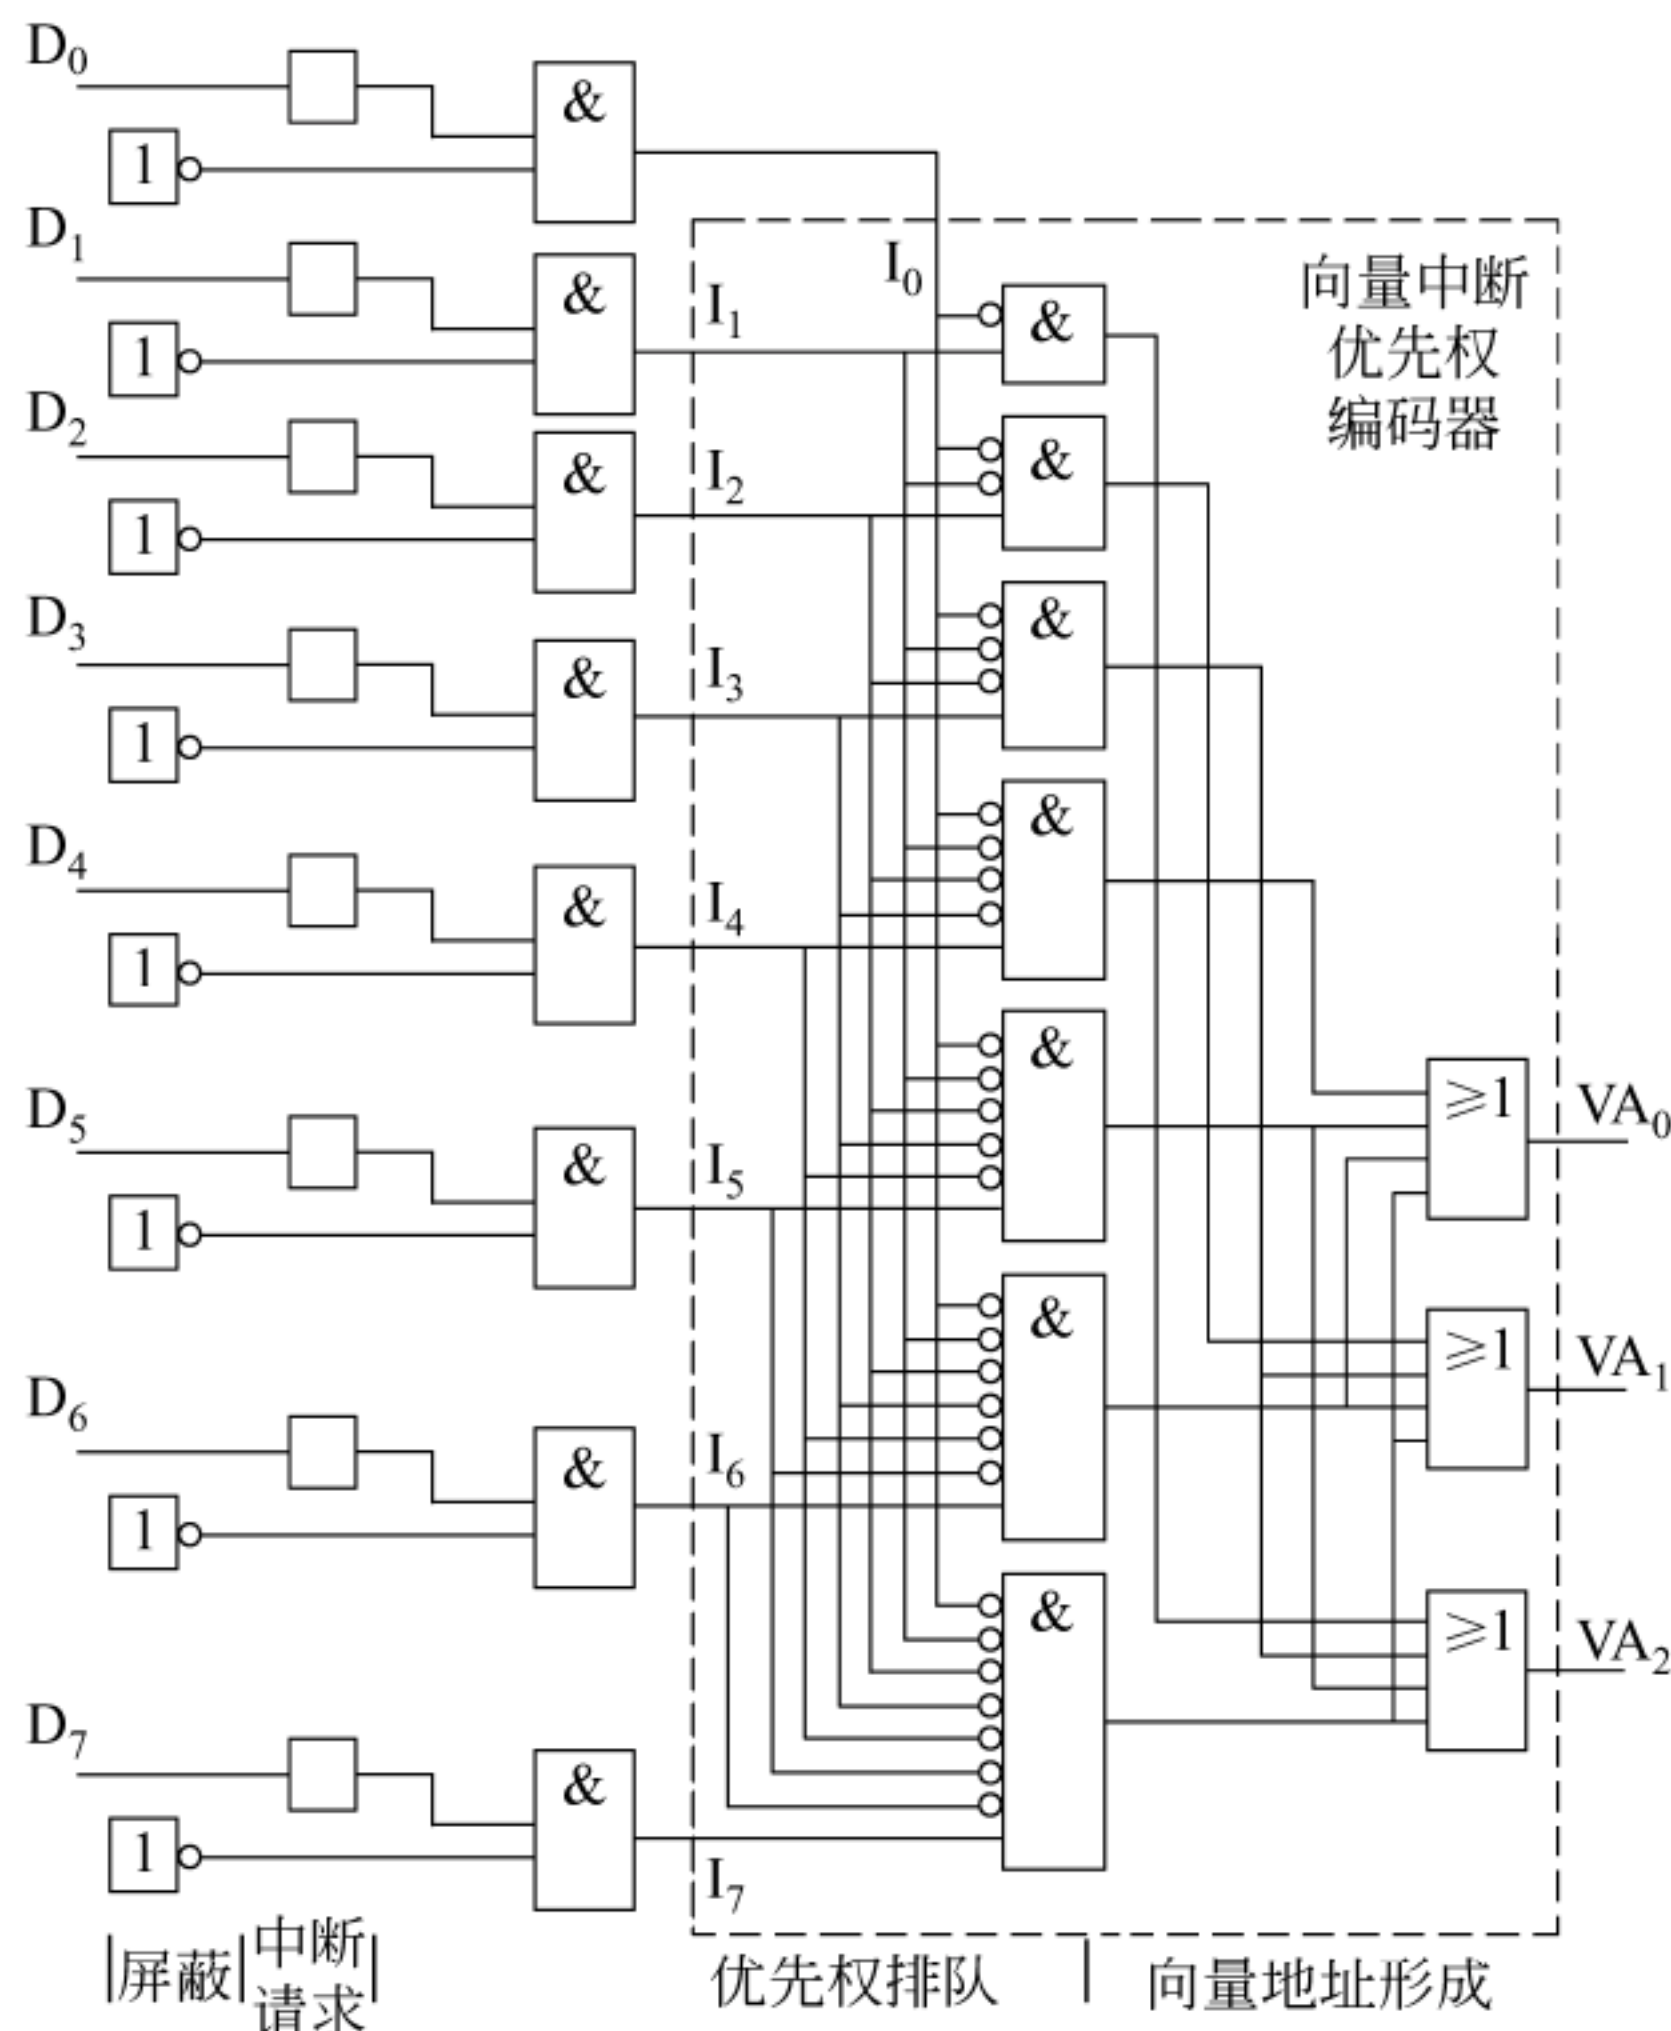 D0
1
&
D1
1
&
D2
1
&
D3
1
&
D4
1
&
D5
1
&
D6
1
&
D7
1
&
I0
I1
I2
I3
I4
I5
I6
I7
&
&
&
&
&
&
&
向量中断
优先权
编码器
≥1
VA0
≥1
VA1
≥1
VA2
屏蔽
中断
请求
优先权排队
向量地址形成